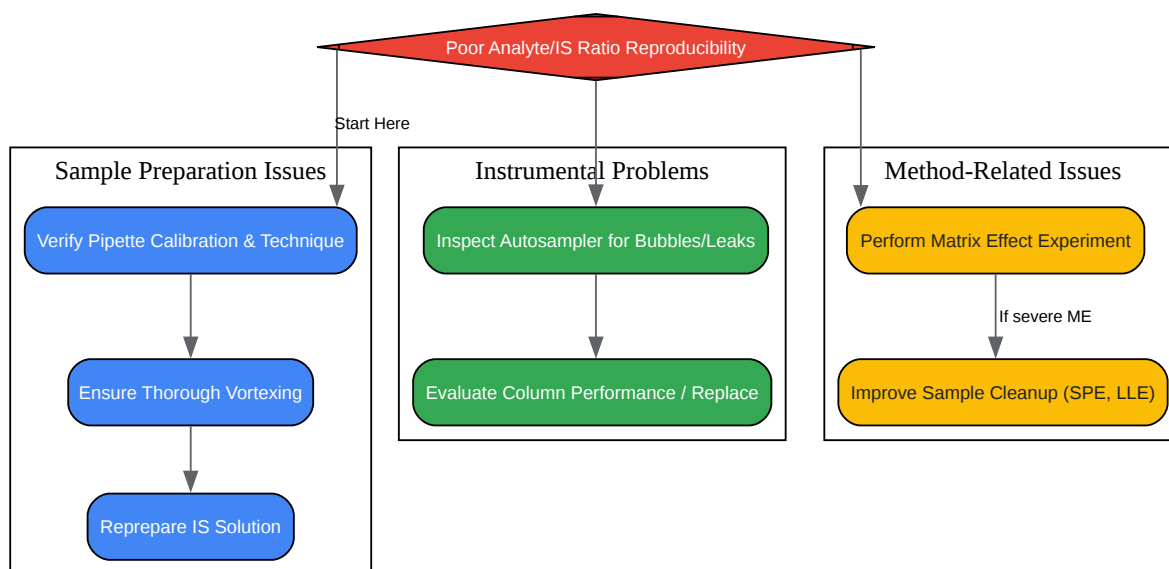 Poor Analyte/IS Ratio Reproducibility
Start Here
Sample Preparation Issues
Verify Pipette Calibration & Technique
Ensure Thorough Vortexing
Reprepare IS Solution
Instrumental Problems
Inspect Autosampler for Bubbles/Leaks
Evaluate Column Performance / Replace
Method-Related Issues
Perform Matrix Effect Experiment
If severe ME
Improve Sample Cleanup (SPE, LLE)